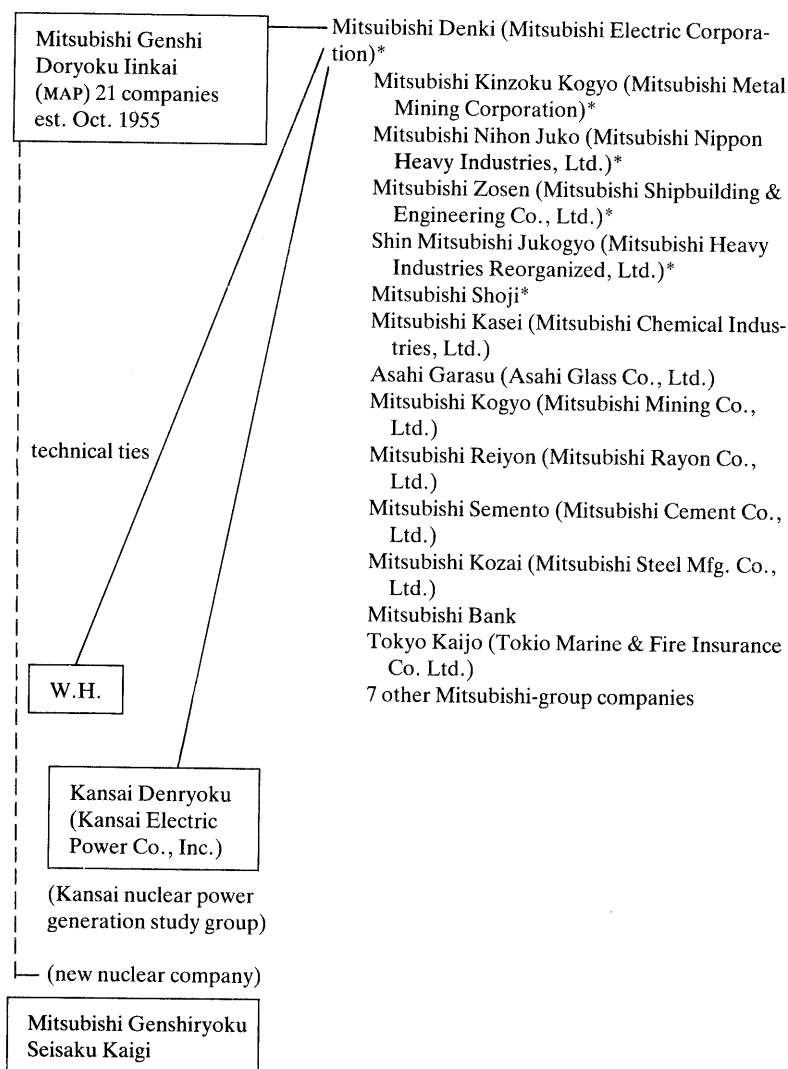 Mitsubishi Genshi
Doryoku Iinkai
(MAP) 21 companies
est. Oct. 1955
Mitsuibishi Denki (Mitsubishi Electric Corpora-
tion)*
Mitsubishi Kinzoku Kogyo (Mitsubishi Metal
Mining Corporation)*
Mitsubishi Nihon Juko (Mitsubishi Nippon
Heavy Industries, Ltd.)*
Mitsubishi Zosen (Mitsubishi Shipbuilding &
Engineering Co., Ltd.)*
Shin Mitsubishi Jukogyo (Mitsubishi Heavy
Industries Reorganized, Ltd.)*
Mitsubishi Shoji*
Mitsubishi Kasei (Mitsubishi Chemical Indus-
tries, Ltd.)
Asahi Garasu (Asahi Glass Co., Ltd.)
Mitsubishi Kogyo (Mitsubishi Mining Co.,
Ltd.)
Mitsubishi Reiyon (Mitsubishi Rayon Co.,
Ltd.)
Mitsubishi Semento (Mitsubishi Cement Co.,
Ltd.)
Mitsubishi Kozai (Mitsubishi Steel Mfg. Co.,
Ltd.)
Mitsubishi Bank
Tokyo Kaijo (Tokio Marine & Fire Insurance
Co. Ltd.)
7 other Mitsubishi-group companies
technical ties
W.H.
Kansai Denryoku
(Kansai Electric
Power Co., Inc.)
(Kansai nuclear power
generation study group)
(new nuclear company)
Mitsubishi Genshiryoku
Seisaku Kaigi